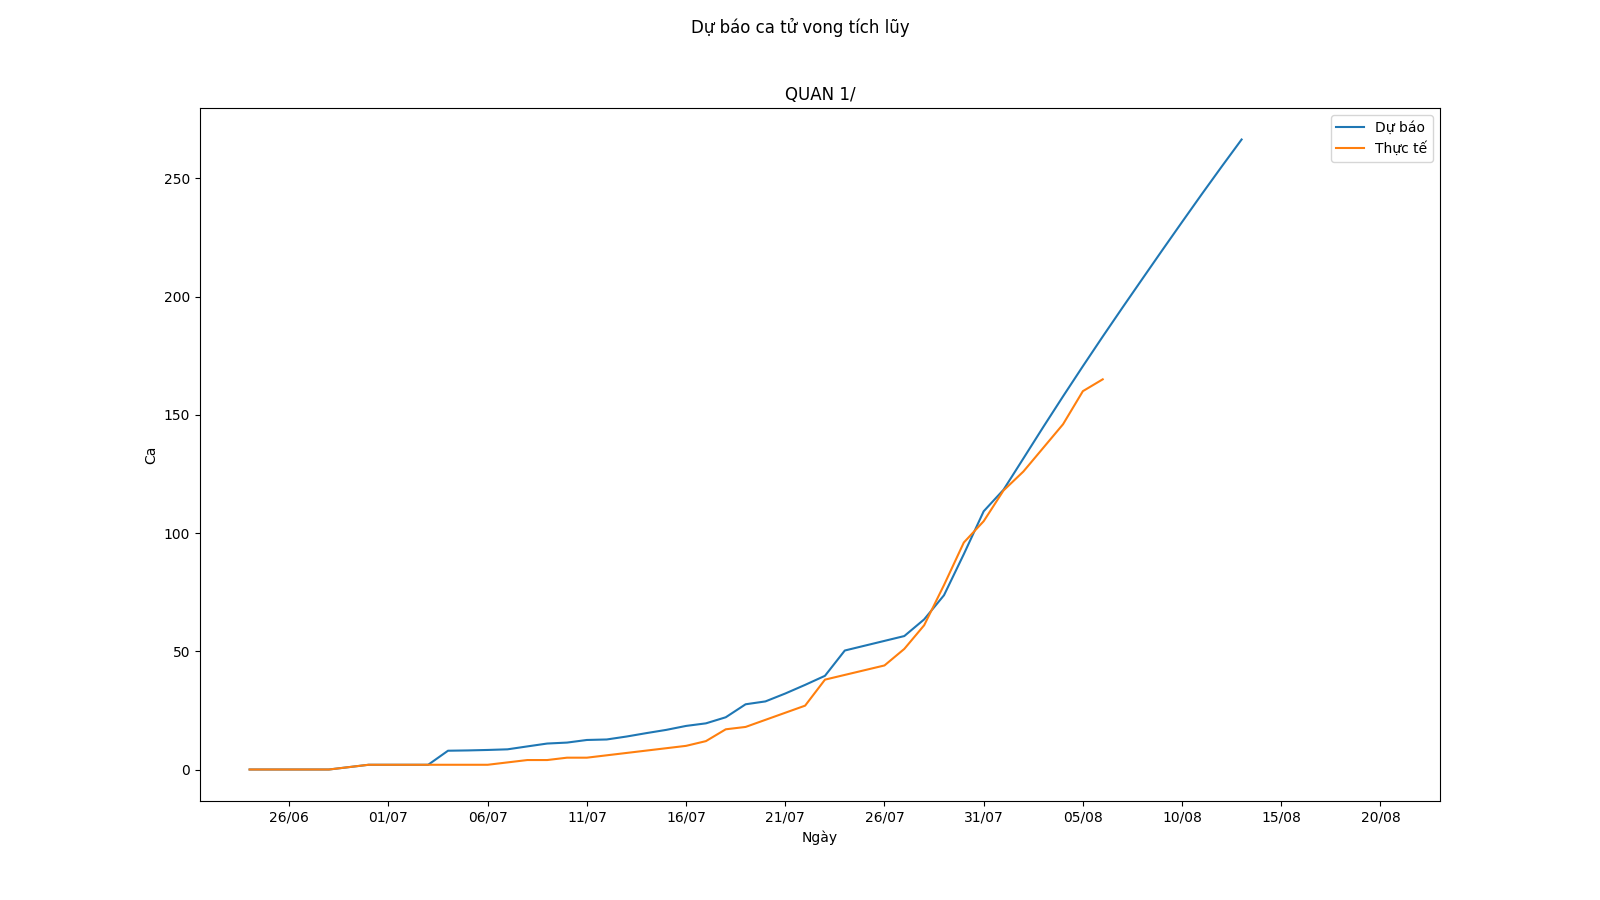 Dự báo ca tử vong tích lũy
QUAN 1/
Dự báo
Thực tế
250
200
150
100
50
0
Ca
26/06 01/07 06/07 11/07 16/07 21/07 26/07 31/07 05/08 10/08 15/08 20/08
Ngày